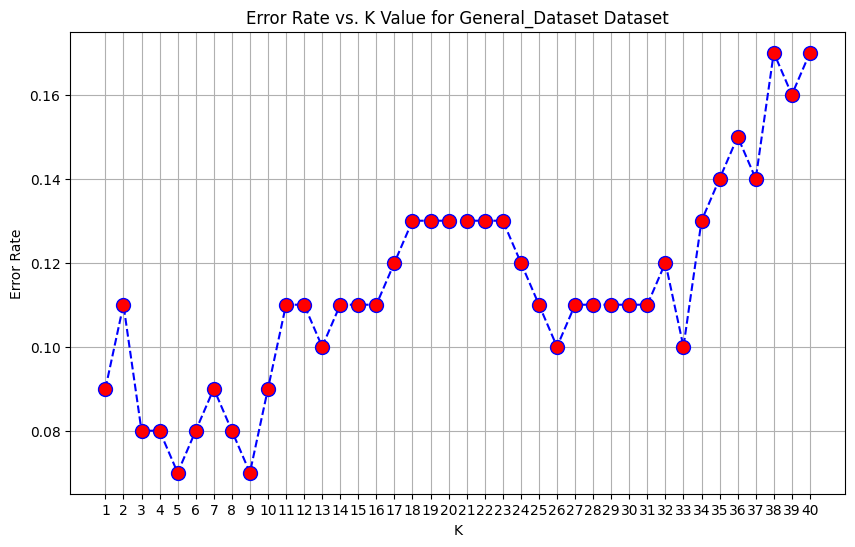 Error Rate vs. K Value for General_Dataset Dataset
0.16
0.14
0.12
0.10
0.08
Error Rate
1 2 3 4 5 6 7 8 9 10 11 12 13 14 15 16 17 18 19 20 21 22 23 24 25 26 27 28 29 30 31 32 33 34 35 36 37 38 39 40
K